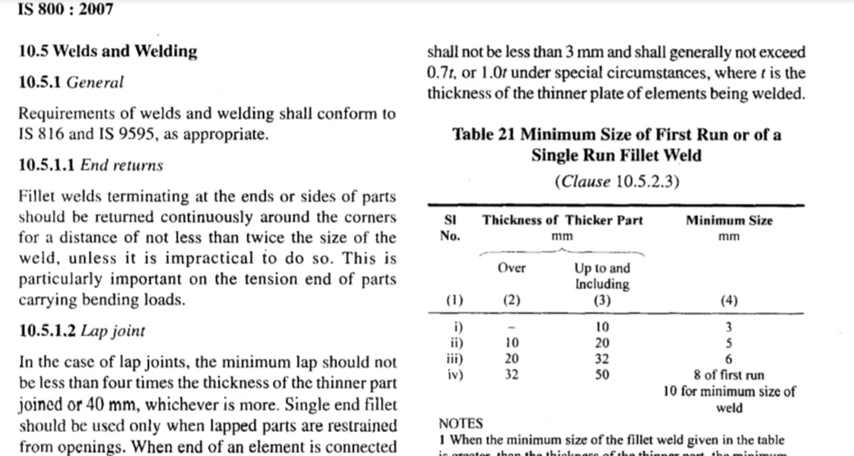 IS 800 : 2007
10.5 Welds and Welding
10.5.1 General
Requirements of welds and welding shall conform to
IS 816 and IS 9595, as appropriate.
10.5.1.1 End returns
Fillet welds terminating at the ends or sides of parts
should be returned continuously around the corners
for a distance of not less than twice the size of the
weld, unless it is impractical to do so. This is
particularly important on the tension end of parts
carrying bending loads.
10.5.1.2 Lap joint
In the case of lap joints, the minimum lap should not
be less than four times the thickness of the thinner part
joined or 40 mm, whichever is more. Single end fillet
should be used only when lapped parts are restrained
from openings. When end of an element is connected
shall not be less than 3 mm and shall generally not exceed
0.7t, or 1.0t under special circumstances, where t is the
thickness of the thinner plate of elements being welded.
Table 21 Minimum Size of First Run or of a
Single Run Fillet Weld
(Clause 10.5.2.3)
Sl Thickness of Thicker Part Minimum Size
No. mm mm
Over Up to and
Including
(1) (2) (3) (4)
i) – 10 3
ii) 10 20 5
iii) 20 32 6
iv) 32 50 8 of first run
10 for minimum size of
weld
NOTES
1 When the minimum size of the fillet weld given in the table
is greater than the thickness of the thinner part, the minimum